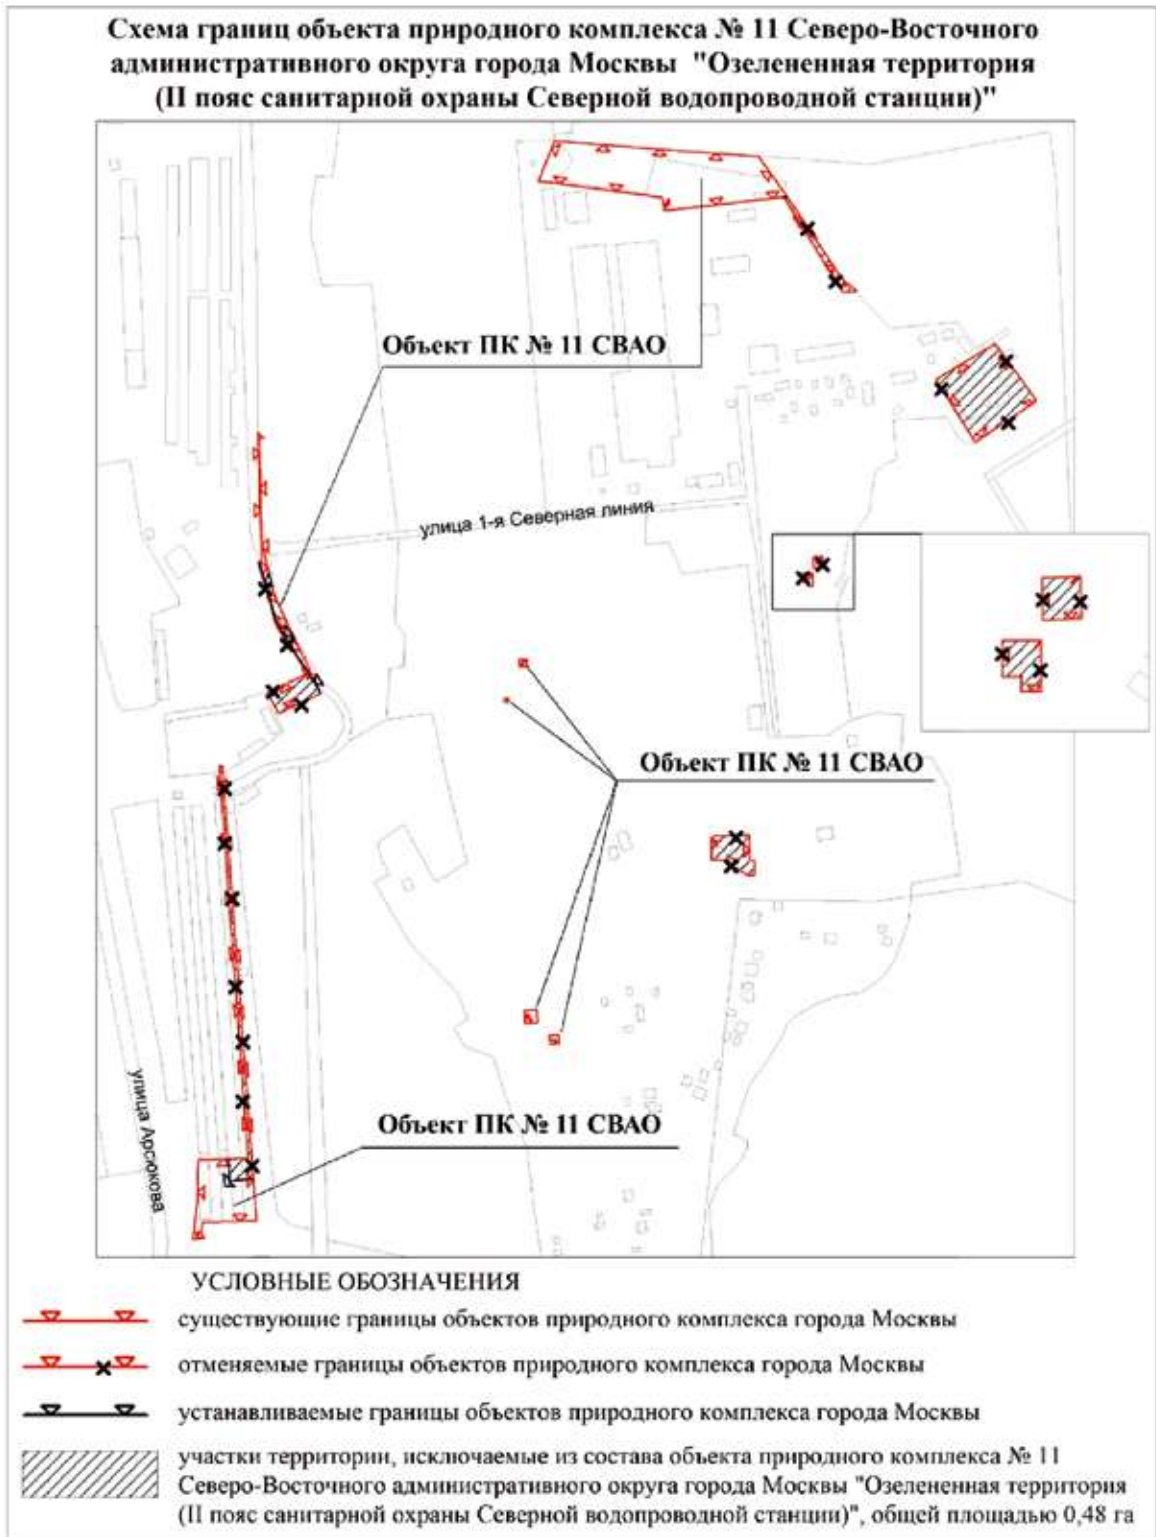 Схема границ объекта природного комплекса № 11 Северо-Восточного
административного округа города Москвы "Озелененная территория
(II пояс санитарной охраны Северной водопроводной станции)"
Объект ПК № 11 СВАО
улица 1-я Северная линия
Объект ПК № 11 СВАО
улица Арсюкова
Объект ПК № 11 СВАО
УСЛОВНЫЕ ОБОЗНАЧЕНИЯ
существующие границы объектов природного комплекса города Москвы
отменяемые границы объектов природного комплекса города Москвы
устанавливаемые границы объектов природного комплекса города Москвы
участки территории, исключаемые из состава объекта природного комплекса № 11
Северо-Восточного административного округа города Москвы "Озелененная территория
(II пояс санитарной охраны Северной водопроводной станции)", общей площадью 0,48 га